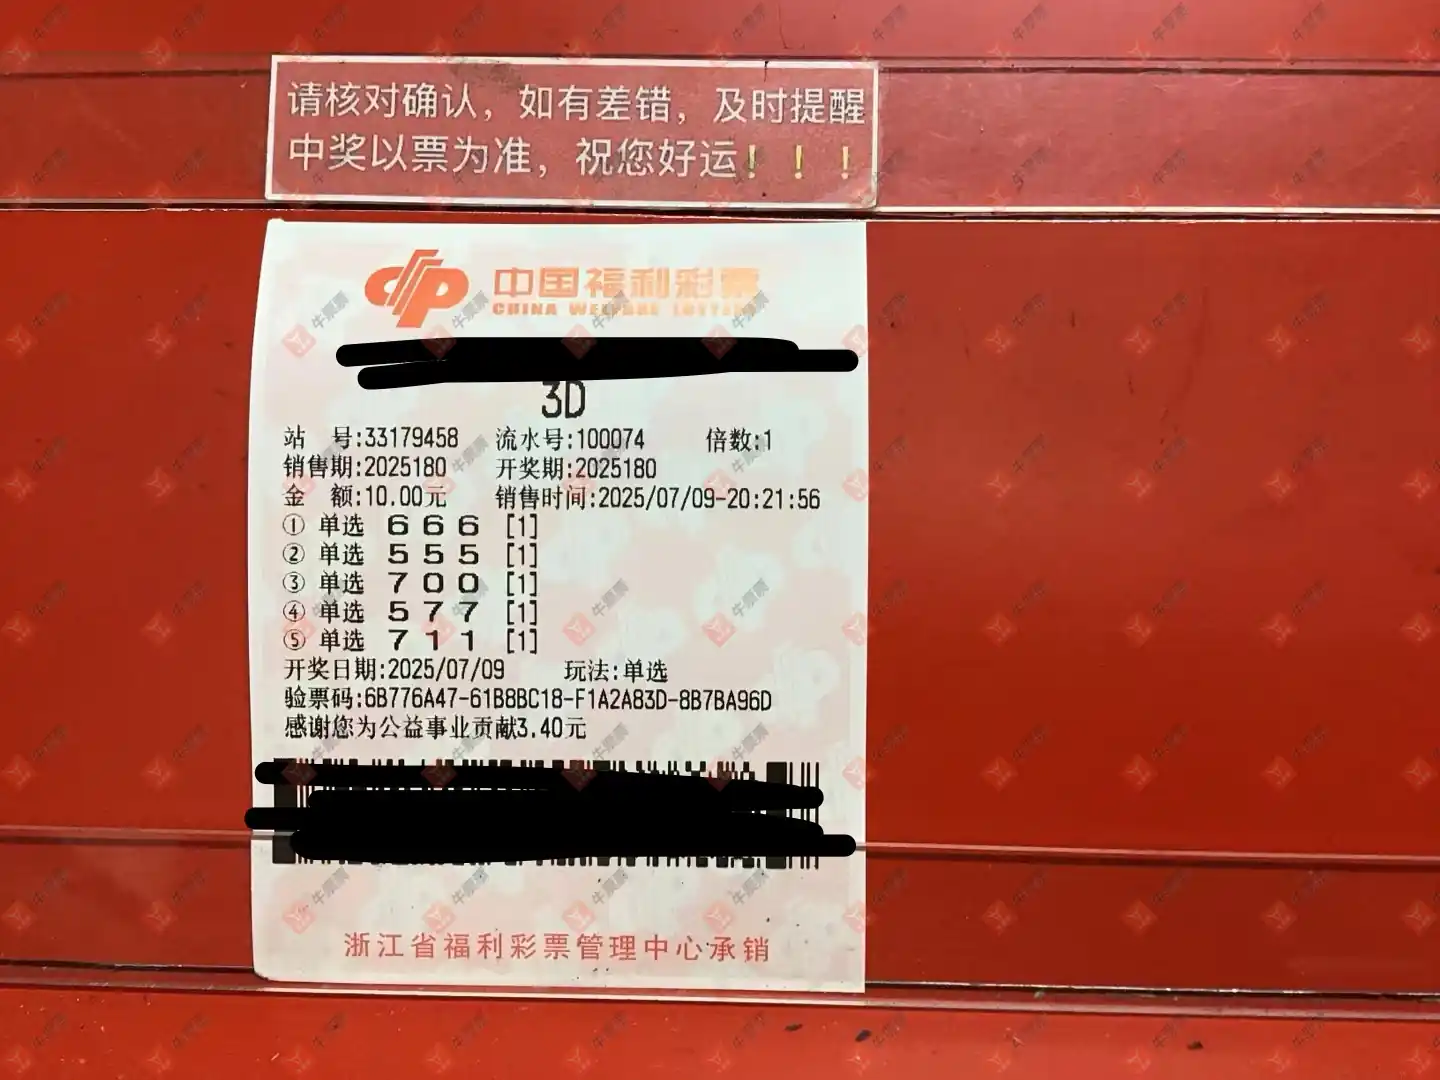 请核对确认，如有差错，及时提醒
中奖以票为准，祝您好运！！！
中国福利彩票
CHINA WELFARE LOTTERY
3D
站 号:33179458 流水号:100074 倍数:1
销售期:2025180 开奖期:2025180
金 额:10.00元 销售时间:2025/07/09-20:21:56
① 单选 6 6 6 [1]
② 单选 5 5 5 [1]
③ 单选 7 0 0 [1]
④ 单选 5 7 7 [1]
⑤ 单选 7 1 1 [1]
开奖日期:2025/07/09 玩法:单选
验票码:6B776A47-61B8BC18-F1A2A83D-8B7BA96D
感谢您为公益事业贡献3.40元
浙江省福利彩票管理中心承销
牛票票